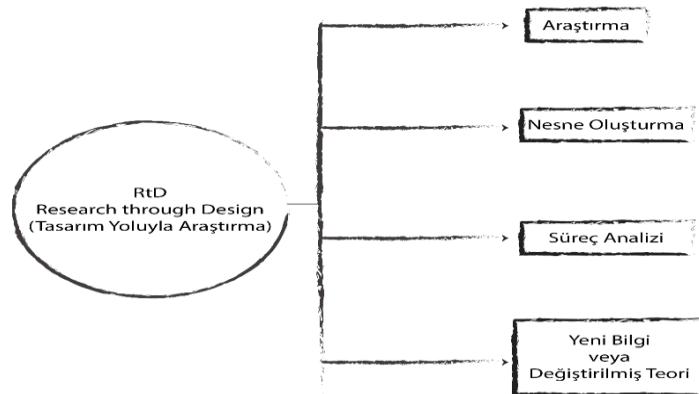 RtD
Research through Design
(Tasarım Yoluyla Araştırma)
Araştırma
Nesne Oluşturma
Süreç Analizi
Yeni Bilgi
veya
Değiştirilmiş Teori